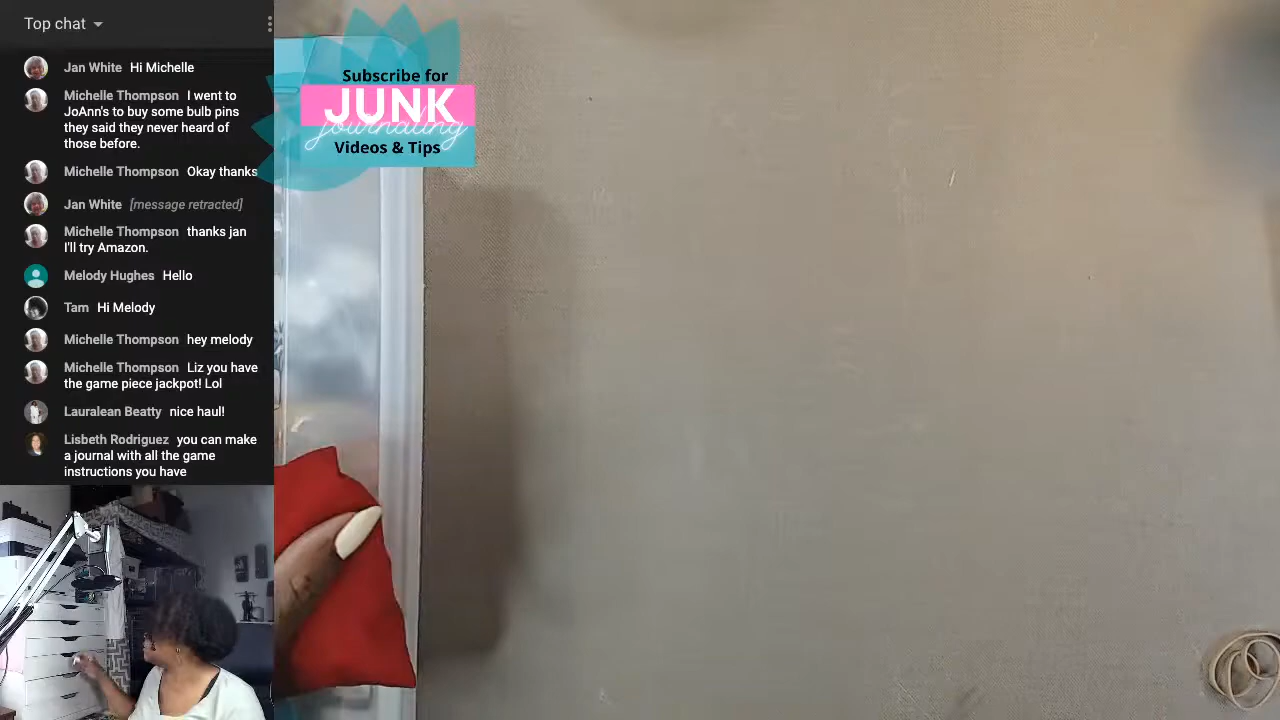 Top chat
Jan White Hi Michelle
Michelle Thompson I went to
JoAnn's to buy some bulb pins
they said they never heard of
those before.
Michelle Thompson Okay thanks
Jan White [message retracted]
Michelle Thompson thanks jan
I'll try Amazon.
Melody Hughes Hello
Tam Hi Melody
Michelle Thompson hey melody
Michelle Thompson Liz you have
the game piece jackpot! Lol
Lauralean Beatty nice haul!
Lisbeth Rodriguez you can make
a journal with all the game
instructions you have
Subscribe for
JUNK
journaling
Videos & Tips